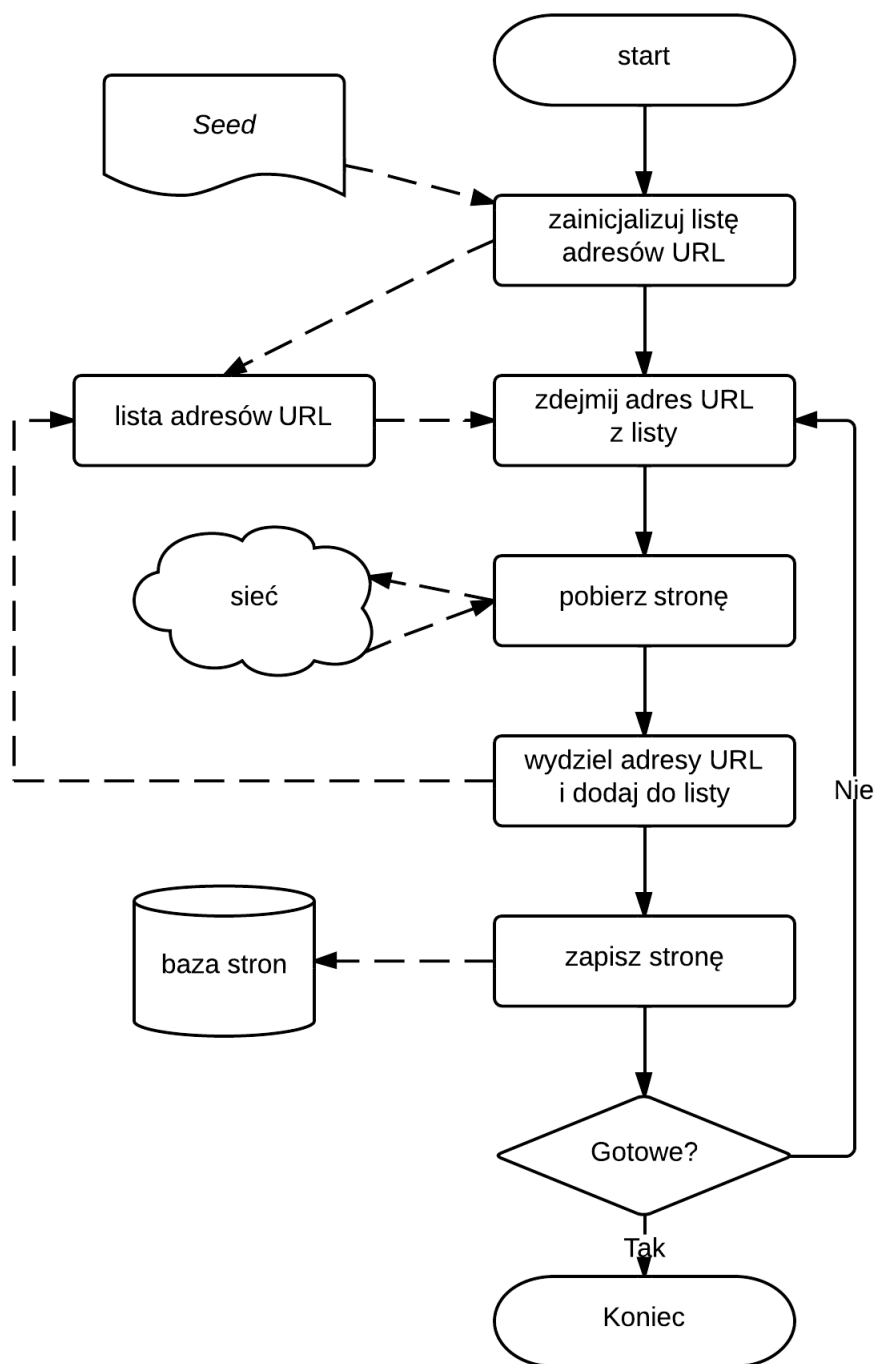 start
Seed
zainicjalizuj listę
adresów URL
lista adresów URL
zdejmij adres URL
z listy
sieć
pobierz stronę
wydziel adresy URL
i dodaj do listy
Nie
baza stron
zapisz stronę
Gotowe?
Tak
Koniec